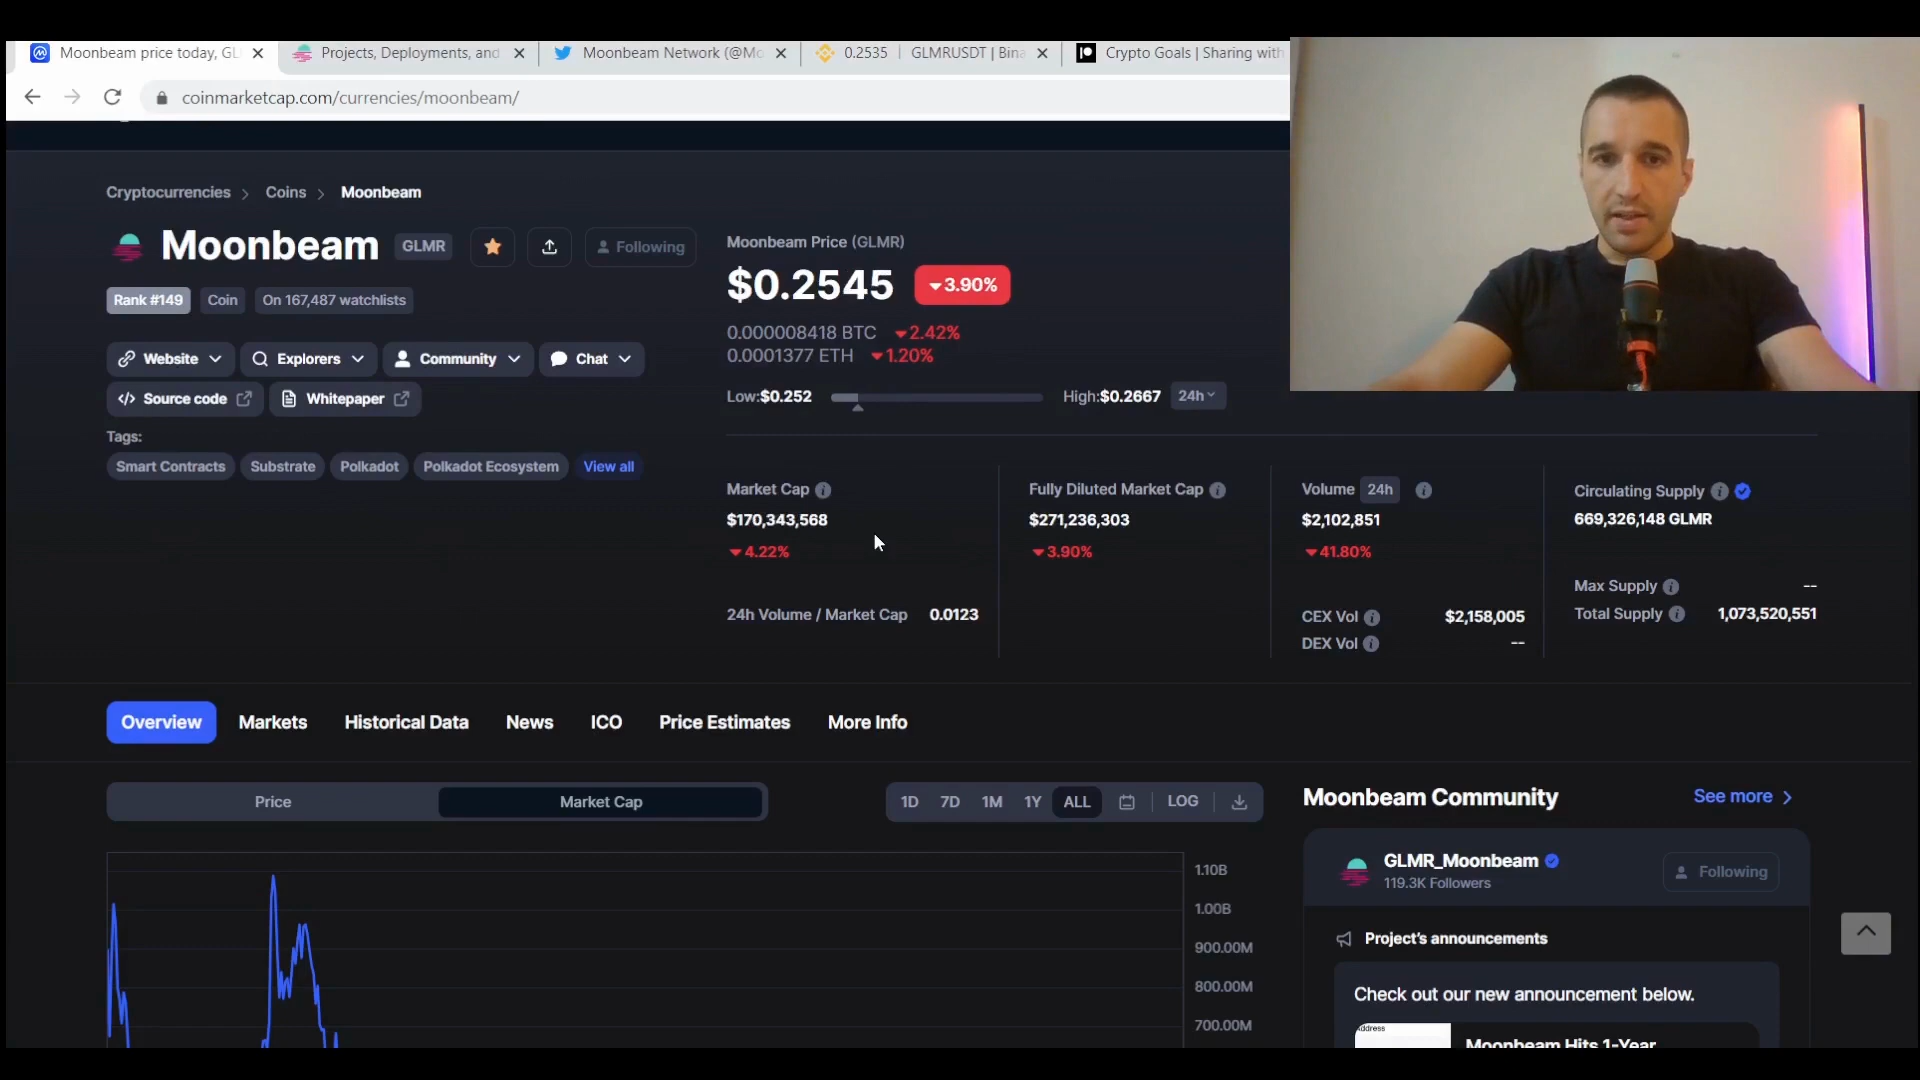 Moonbeam price today, GL
Projects, Deployments, and
Moonbeam Network (@Mo
0.2535 | GLMRUSDT | Bina
Crypto Goals | Sharing with
coinmarketcap.com/currencies/moonbeam/
Cryptocurrencies > Coins > Moonbeam
Moonbeam GLMR
Following
Rank #149 Coin On 167,487 watchlists
Website Explorers Community Chat
Source code Whitepaper
Tags:
Smart Contracts Substrate Polkadot Polkadot Ecosystem View all
Moonbeam Price (GLMR)
$0.2545 3.90%
0.000008418 BTC 2.42%
0.0001377 ETH 1.20%
Low:$0.252 High:$0.2667 24h
Market Cap
$170,343,568
4.22%
24h Volume / Market Cap 0.0123
Fully Diluted Market Cap
$271,236,303
3.90%
Volume 24h
$2,102,851
41.80%
CEX Vol $2,158,005
DEX Vol --
Circulating Supply
669,326,148 GLMR
Max Supply --
Total Supply 1,073,520,551
Overview Markets Historical Data News ICO Price Estimates More Info
Price Market Cap
1D 7D 1M 1Y ALL LOG
1.10B
1.00B
900.00M
800.00M
700.00M
Moonbeam Community See more >
GLMR_Moonbeam
119.3K Followers
Following
Project's announcements
Check out our new announcement below.
Moonbeam Hits 1-Year